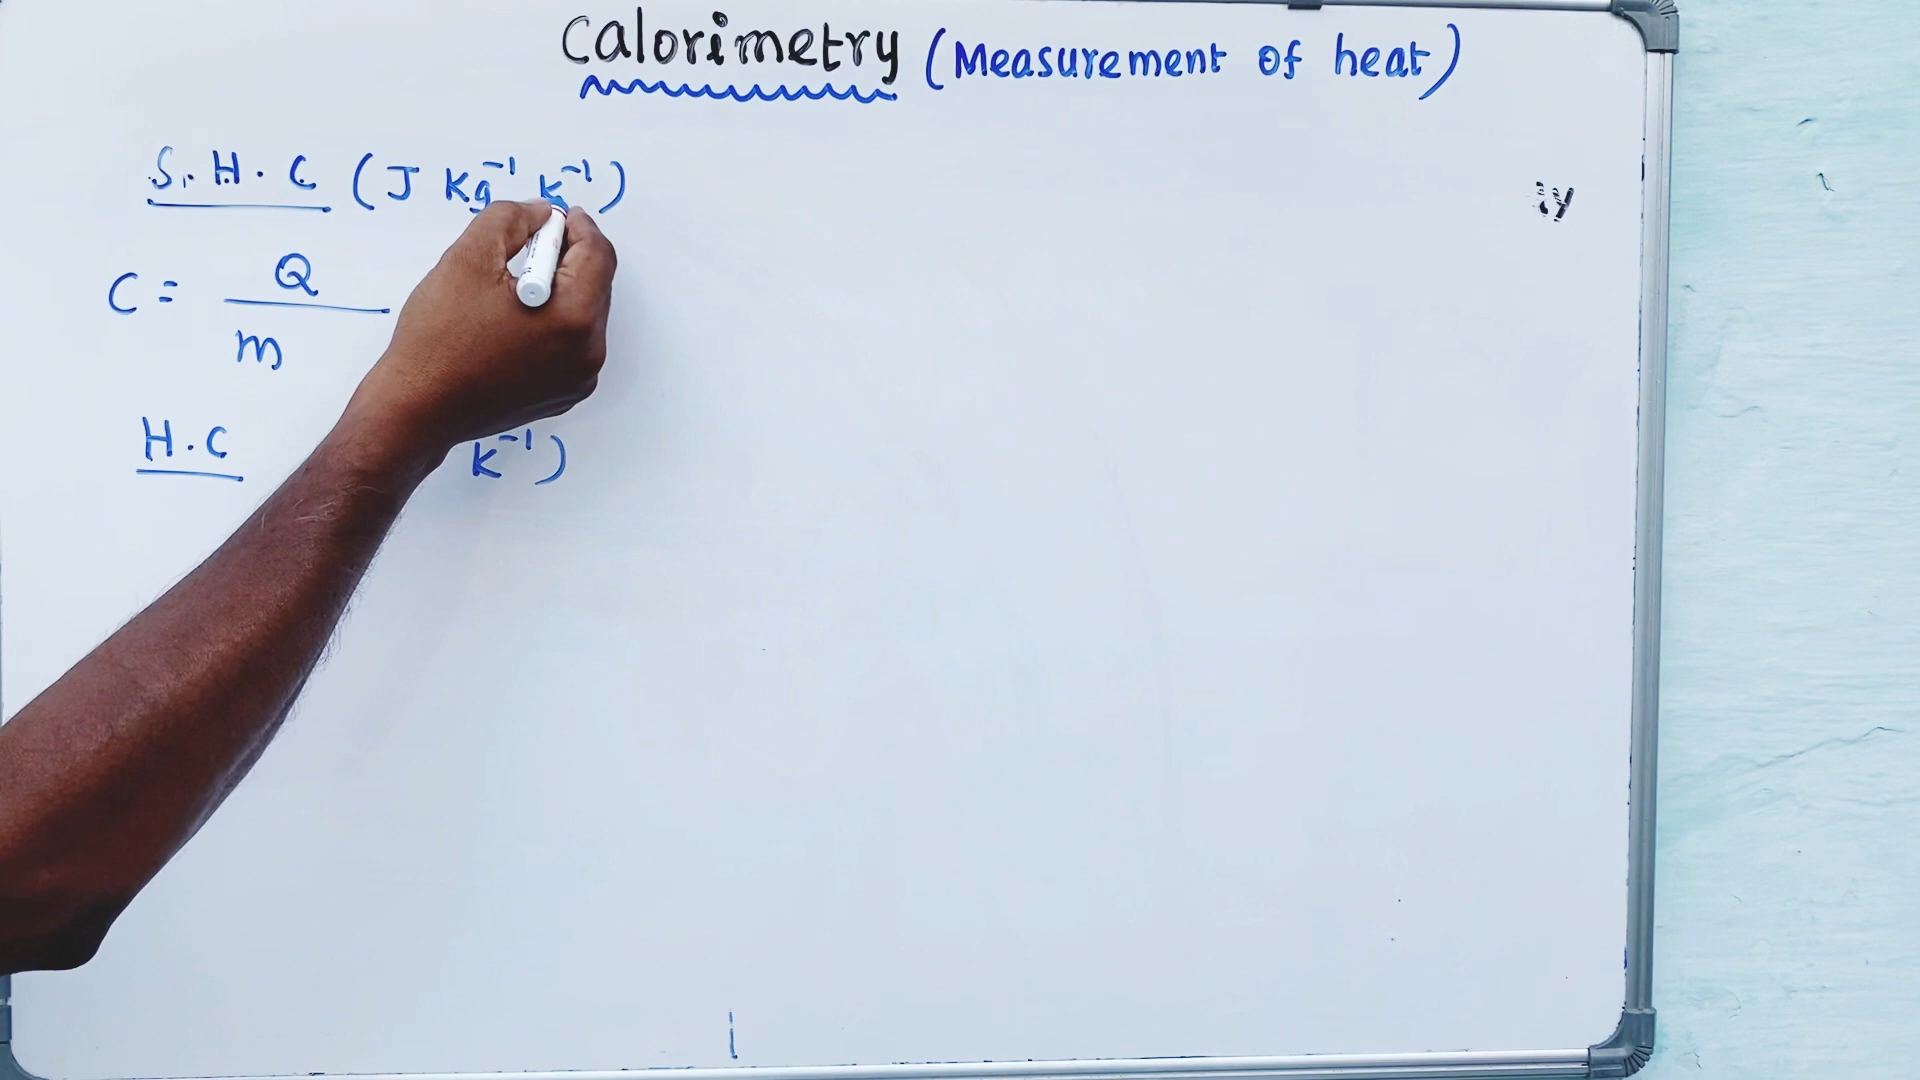 Calorimetry (Measurement of heat)
S.H.C (J Kg⁻¹ K⁻¹)
C = Q
m
H.C K⁻¹)